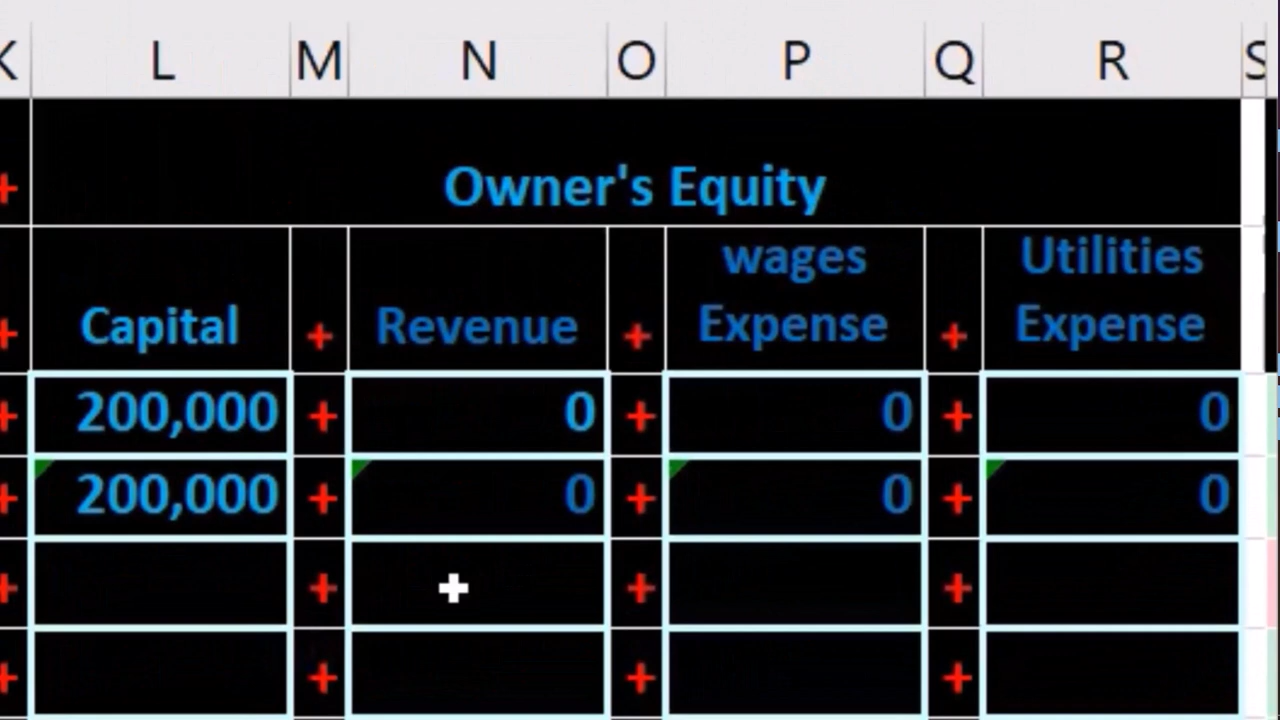 K L M N O P Q R S
+ Owner's Equity
wages Utilities
+ Capital + Revenue + Expense + Expense
+ 200,000 + 0 + 0 + 0
+ 200,000 + 0 + 0 + 0
+ + + +
+ + + +